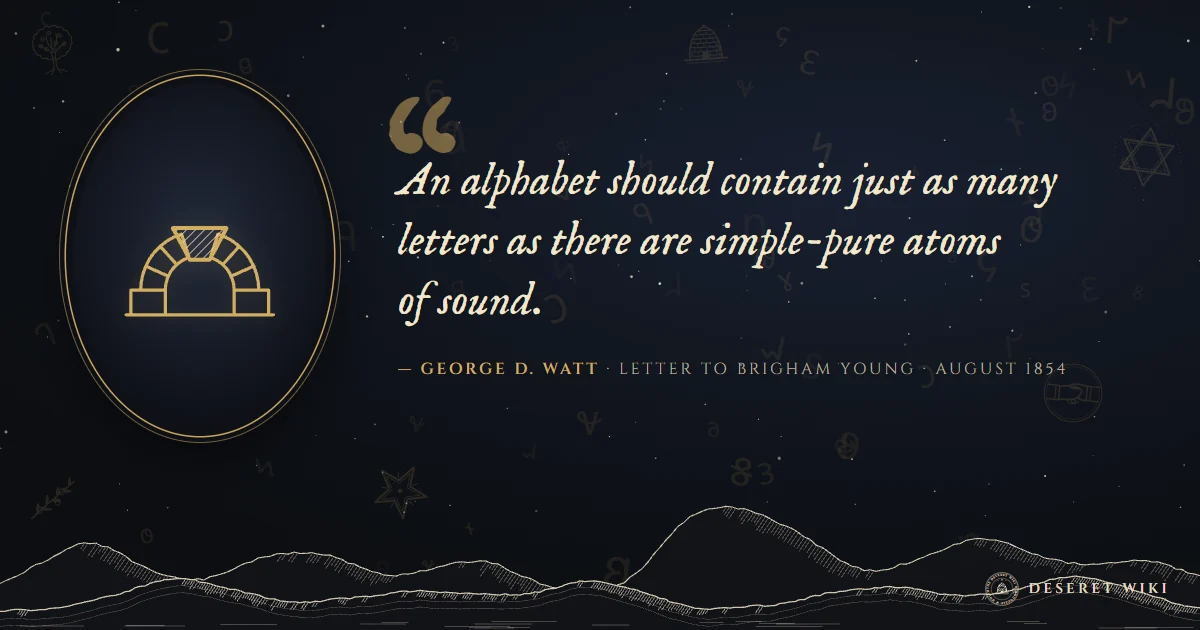 “
An alphabet should contain just as many
letters as there are simple-pure atoms
of sound.
— GEORGE D. WATT · LETTER TO BRIGHAM YOUNG · AUGUST 1854
DESERET WIKI